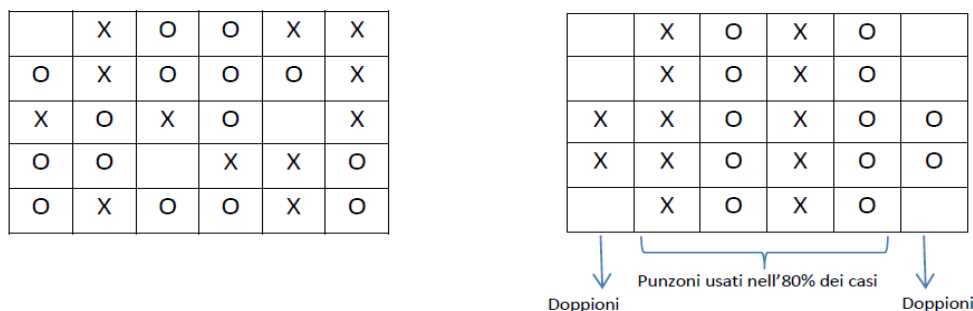 X O O X X
O X O O O X
X O X O X
O O X X O
O X O O X O
X O X O
X O X O
X X O X O O
X X O X O O
X O X O
Punzoni usati nell'80% dei casi
Doppioni Doppioni